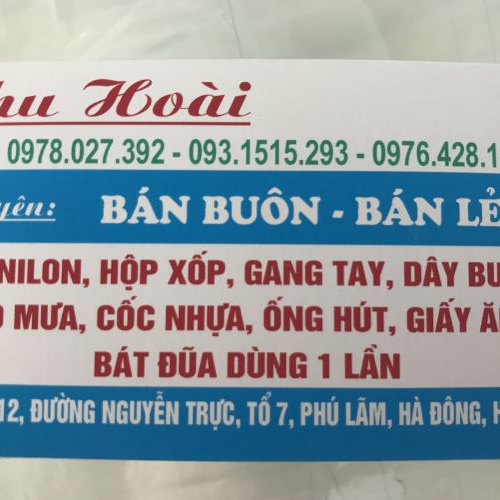 hu Hoài
0978.027.392 - 093.1515.293 - 0976.428.1
yên: BÁN BUÔN - BÁN LẺ
NILON, HỘP XỐP, GANG TAY, DÂY BU
O MƯA, CỐC NHỰA, ỐNG HÚT, GIẤY Ă
BÁT ĐŨA DÙNG 1 LẦN
12, ĐƯỜNG NGUYỄN TRỰC, TỔ 7, PHÚ LÃM, HÀ ĐÔNG, H